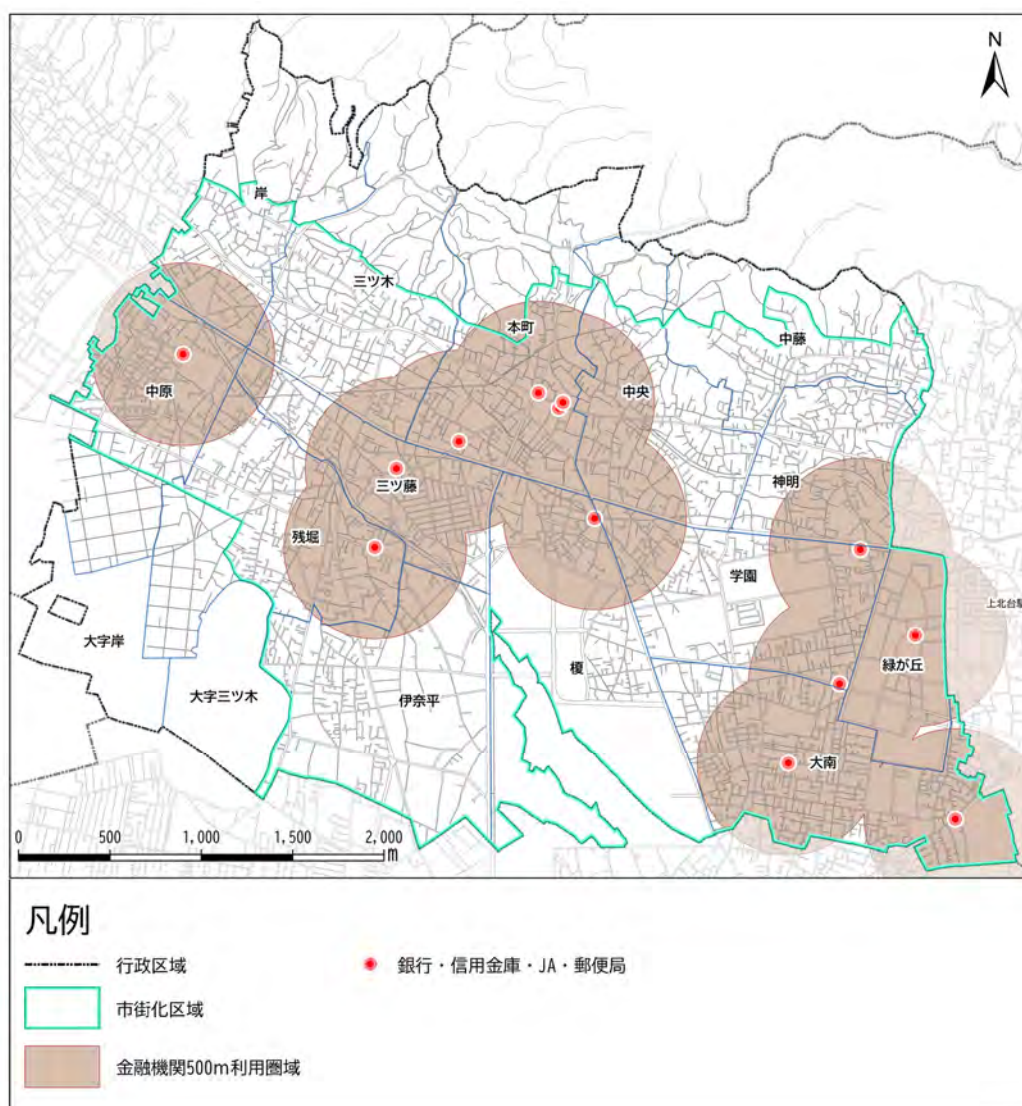 N
岸
三ツ木
本町
中藤
中原
中央
三ツ藤
神明
残堀
学園
上北台駅
大字岸
緑が丘
榎
大字三ツ木
伊奈平
大南
0 500 1,000 1,500 2,000
m
凡例
行政区域
銀行・信用金庫・JA・郵便局
市街化区域
金融機関500m利用圏域